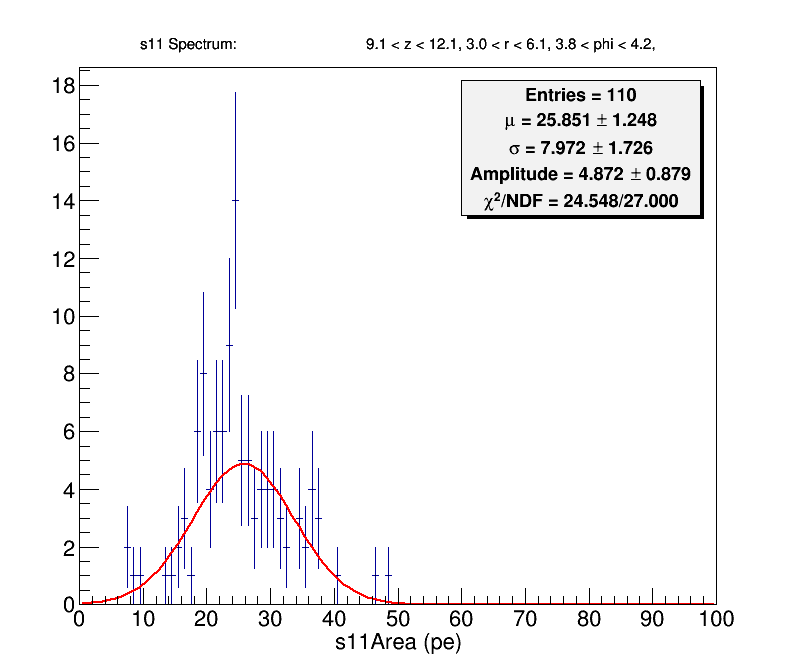 s11 Spectrum: 9.1 < z < 12.1, 3.0 < r < 6.1, 3.8 < phi < 4.2,
Entries = 110
μ = 25.851 ± 1.248
σ = 7.972 ± 1.726
Amplitude = 4.872 ± 0.879
χ²/NDF = 24.548/27.000
18
16
14
12
10
8
6
4
2
0
0 10 20 30 40 50 60 70 80 90 100
s11Area (pe)